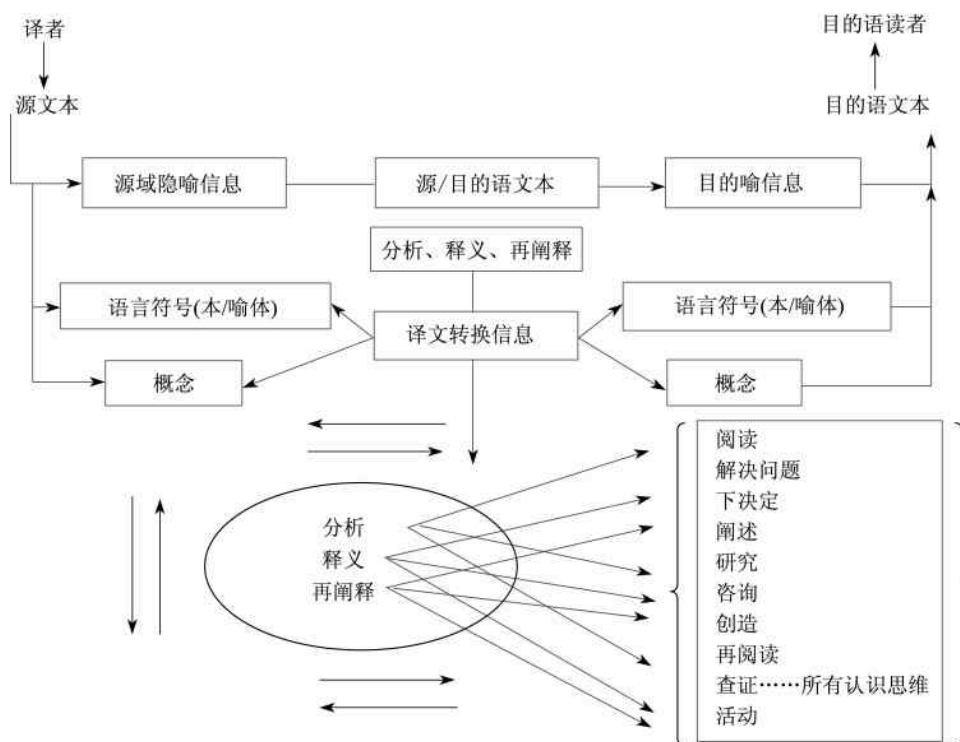 译者
目的语读者
源文本
目的语文本
源域隐喻信息
源/目的语文本
目的喻信息
分析、释义、再阐释
语言符号(本/喻体)
译文转换信息
语言符号(本/喻体)
概念
概念
分析
释义
再阐释
阅读
解决问题
下决定
阐述
研究
咨询
创造
再阅读
查证……所有认识思维
活动